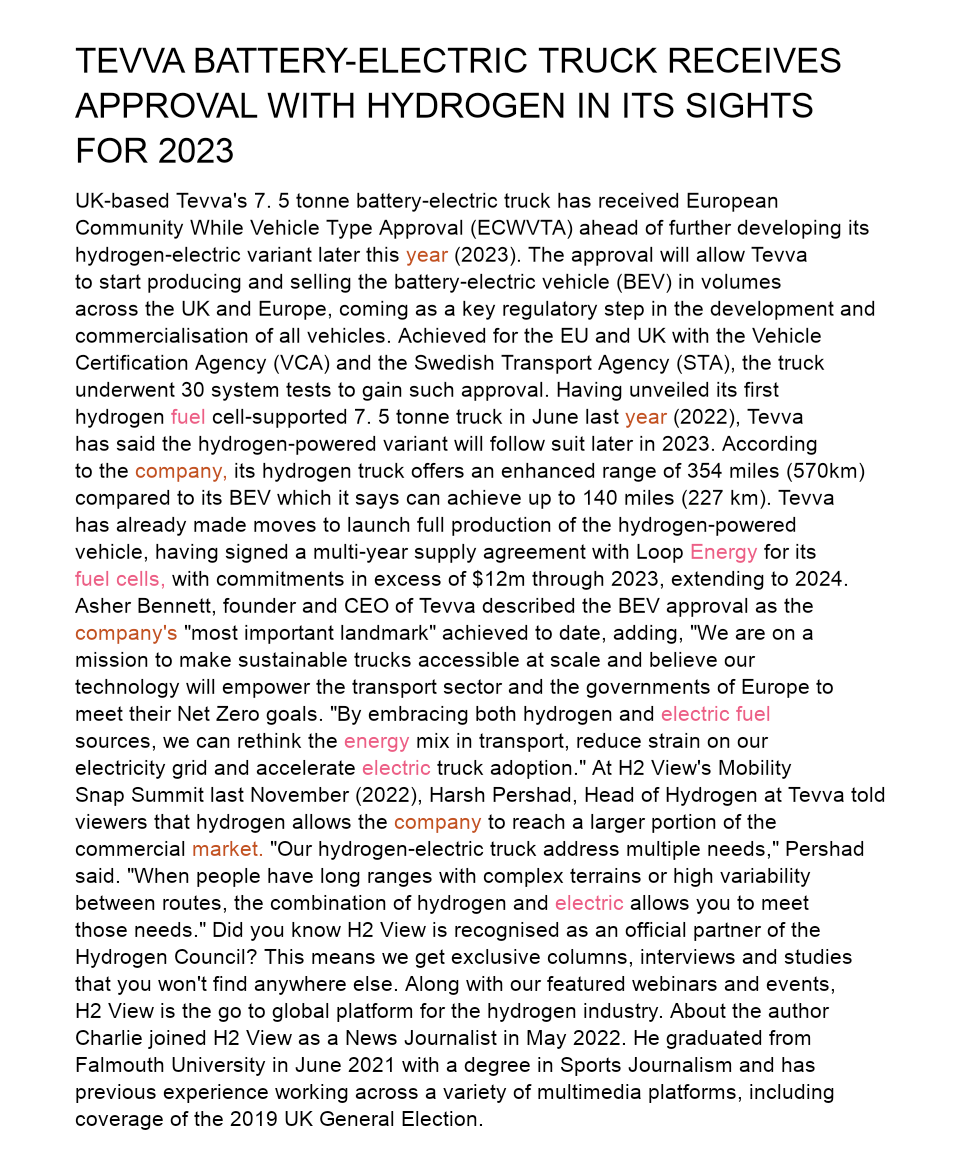 TEVVA BATTERY-ELECTRIC TRUCK RECEIVES
APPROVAL WITH HYDROGEN IN ITS SIGHTS
FOR 2023
UK-based Tevva's 7. 5 tonne battery-electric truck has received European
Community While Vehicle Type Approval (ECWVTA) ahead of further developing its
hydrogen-electric variant later this year (2023). The approval will allow Tevva
to start producing and selling the battery-electric vehicle (BEV) in volumes
across the UK and Europe, coming as a key regulatory step in the development and
commercialisation of all vehicles. Achieved for the EU and UK with the Vehicle
Certification Agency (VCA) and the Swedish Transport Agency (STA), the truck
underwent 30 system tests to gain such approval. Having unveiled its first
hydrogen fuel cell-supported 7. 5 tonne truck in June last year (2022), Tevva
has said the hydrogen-powered variant will follow suit later in 2023. According
to the company, its hydrogen truck offers an enhanced range of 354 miles (570km)
compared to its BEV which it says can achieve up to 140 miles (227 km). Tevva
has already made moves to launch full production of the hydrogen-powered
vehicle, having signed a multi-year supply agreement with Loop Energy for its
fuel cells, with commitments in excess of $12m through 2023, extending to 2024.
Asher Bennett, founder and CEO of Tevva described the BEV approval as the
company's "most important landmark" achieved to date, adding, "We are on a
mission to make sustainable trucks accessible at scale and believe our
technology will empower the transport sector and the governments of Europe to
meet their Net Zero goals. "By embracing both hydrogen and electric fuel
sources, we can rethink the energy mix in transport, reduce strain on our
electricity grid and accelerate electric truck adoption." At H2 View's Mobility
Snap Summit last November (2022), Harsh Pershad, Head of Hydrogen at Tevva told
viewers that hydrogen allows the company to reach a larger portion of the
commercial market. "Our hydrogen-electric truck address multiple needs," Pershad
said. "When people have long ranges with complex terrains or high variability
between routes, the combination of hydrogen and electric allows you to meet
those needs." Did you know H2 View is recognised as an official partner of the
Hydrogen Council? This means we get exclusive columns, interviews and studies
that you won't find anywhere else. Along with our featured webinars and events,
H2 View is the go to global platform for the hydrogen industry. About the author
Charlie joined H2 View as a News Journalist in May 2022. He graduated from
Falmouth University in June 2021 with a degree in Sports Journalism and has
previous experience working across a variety of multimedia platforms, including
coverage of the 2019 UK General Election.